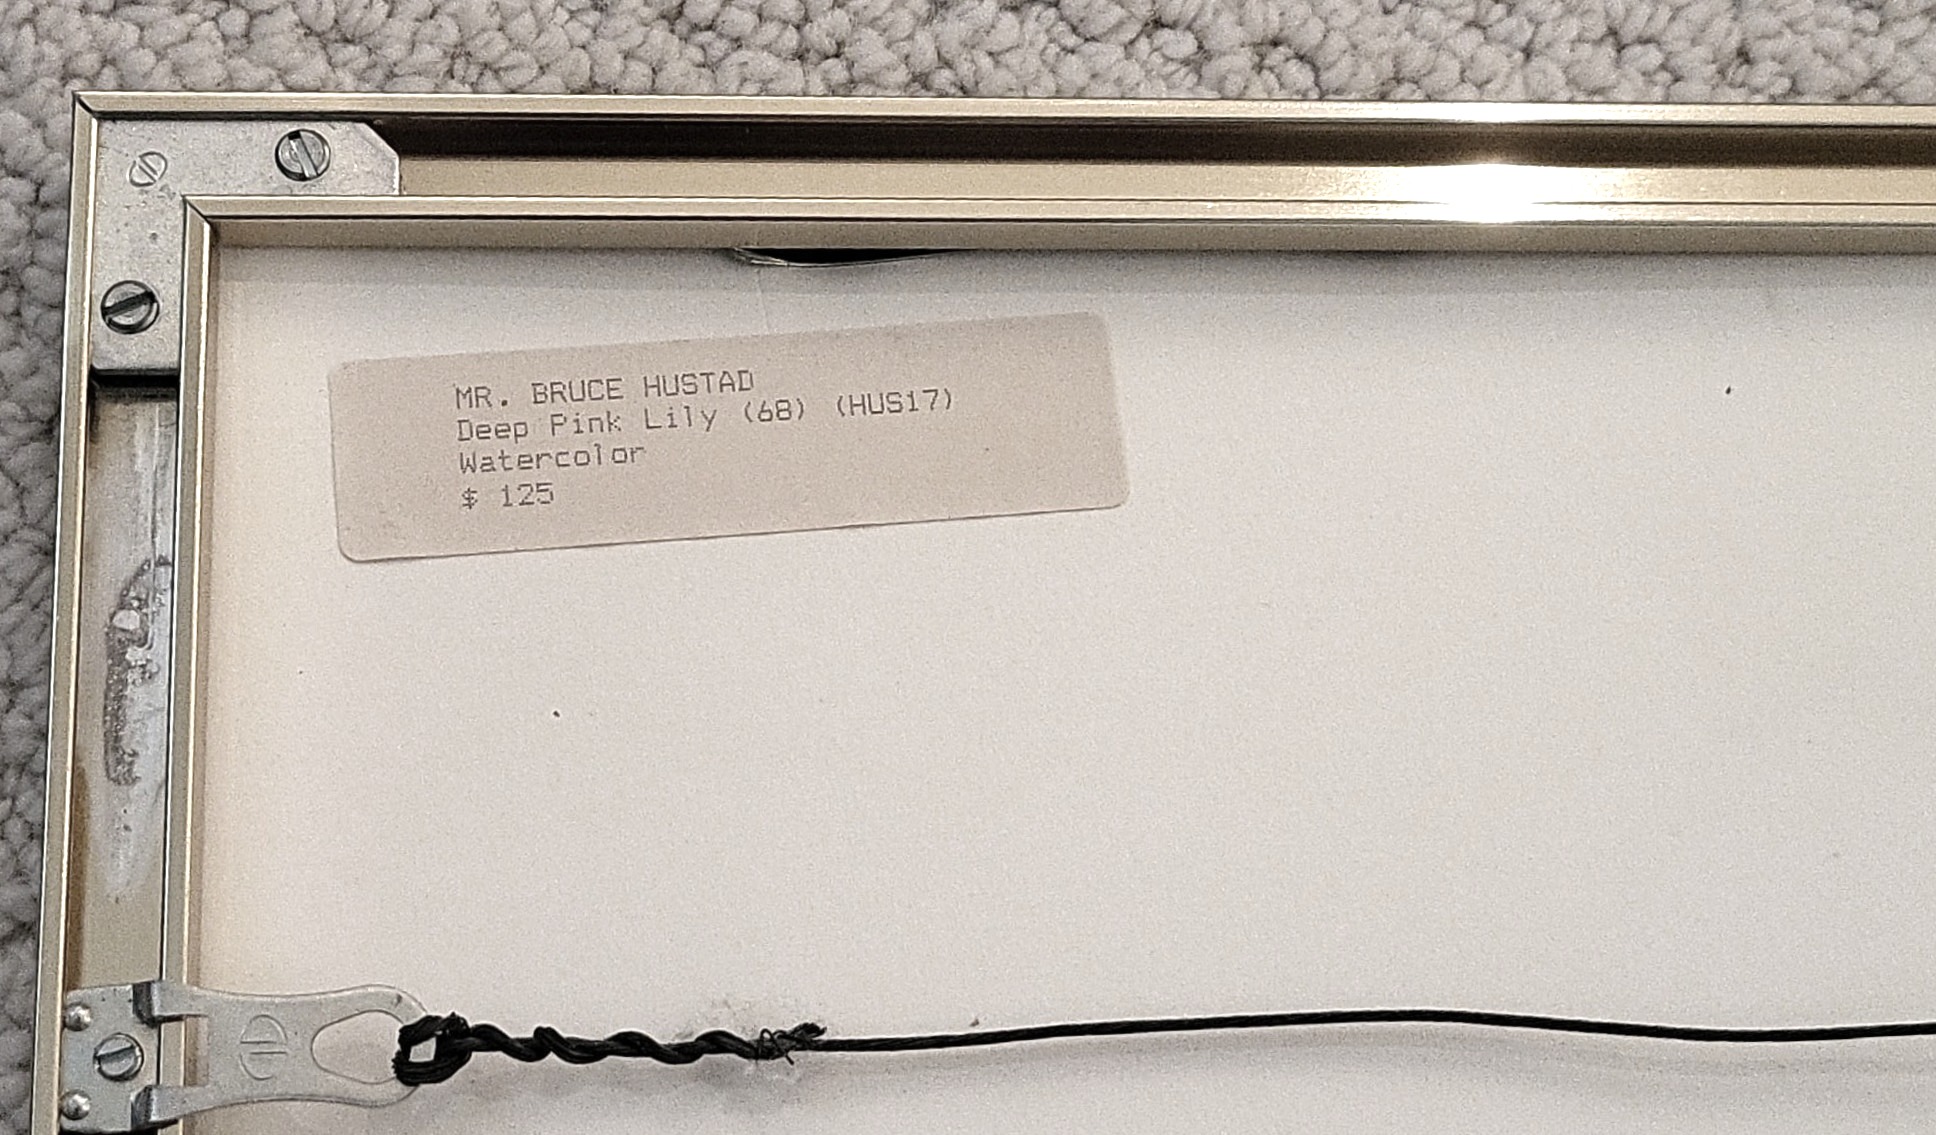 MR. BRUCE HUSTAD
Deep Pink Lily (68) (HUS17)
Watercolor
$ 125